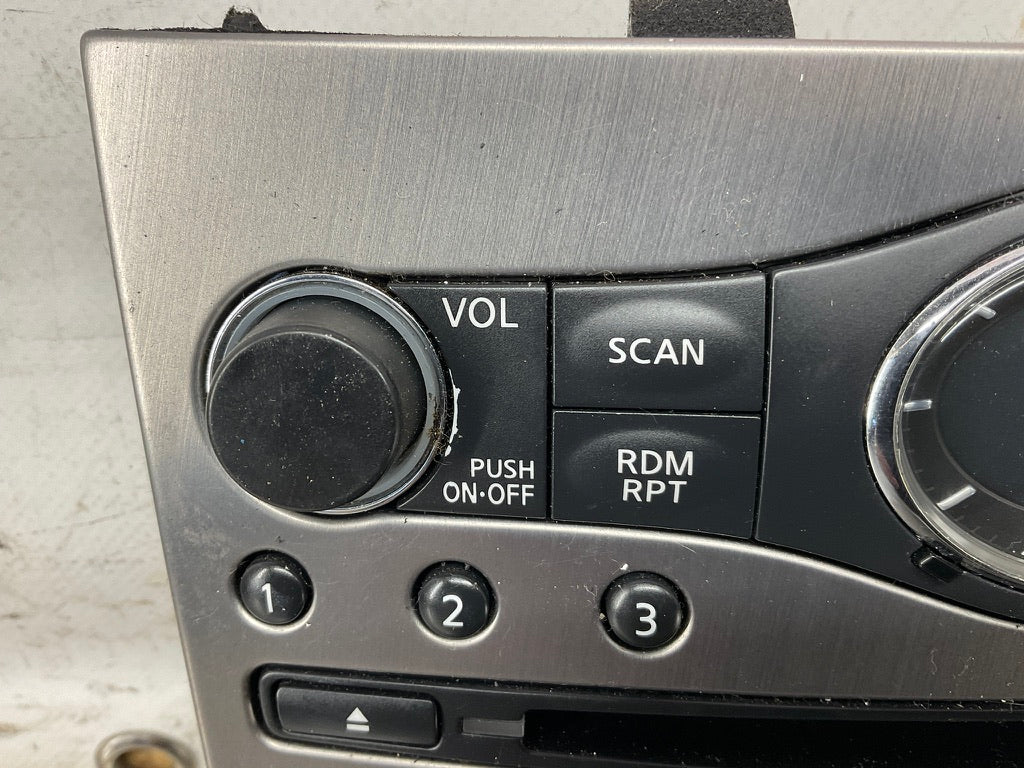 VOL
SCAN
PUSH
ON·OFF
RDM
RPT
1
2
3